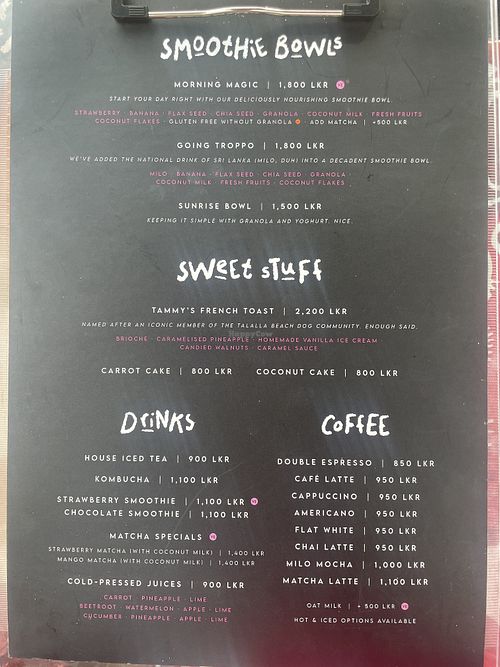 SMOOTHIE BOWLS
MORNING MAGIC | 1,800 LKR VE
START YOUR DAY RIGHT WITH OUR DELICIOUSLY NOURISHING SMOOTHIE BOWL.
STRAWBERRY · BANANA · FLAX SEED · CHIA SEED · GRANOLA · COCONUT MILK · FRESH FRUITS
COCONUT FLAKES · GLUTEN FREE WITHOUT GRANOLA · ADD MATCHA | +500 LKR
GOING TROPPO | 1,800 LKR
WE'VE ADDED THE NATIONAL DRINK OF SRI LANKA (MILO, DUH) INTO A DECADENT SMOOTHIE BOWL.
MILO · BANANA · FLAX SEED · CHIA SEED · GRANOLA ·
COCONUT MILK · FRESH FRUITS · COCONUT FLAKES
SUNRISE BOWL | 1,500 LKR
KEEPING IT SIMPLE WITH GRANOLA AND YOGHURT. NICE.
SWEET STUFF
TAMMY'S FRENCH TOAST | 2,200 LKR
NAMED AFTER AN ICONIC MEMBER OF THE TALALLA BEACH DOG COMMUNITY. ENOUGH SAID.
BRIOCHE · CARAMELISED PINEAPPLE · HOMEMADE VANILLA ICE CREAM ·
CANDIED WALNUTS · CARAMEL SAUCE
CARROT CAKE | 800 LKR COCONUT CAKE | 800 LKR
DRINKS
HOUSE ICED TEA | 900 LKR
KOMBUCHA | 1,100 LKR
STRAWBERRY SMOOTHIE | 1,100 LKR VE
CHOCOLATE SMOOTHIE | 1,100 LKR
MATCHA SPECIALS VE
STRAWBERRY MATCHA (WITH COCONUT MILK) | 1,400 LKR
MANGO MATCHA (WITH COCONUT MILK) | 1,400 LKR
COLD-PRESSED JUICES | 900 LKR
CARROT · PINEAPPLE · LIME
BEETROOT · WATERMELON · APPLE · LIME
CUCUMBER · PINEAPPLE · APPLE · LIME
COFFEE
DOUBLE ESPRESSO | 850 LKR
CAFÉ LATTE | 950 LKR
CAPPUCCINO | 950 LKR
AMERICANO | 950 LKR
FLAT WHITE | 950 LKR
CHAI LATTE | 950 LKR
MILO MOCHA | 1,000 LKR
MATCHA LATTE | 1,100 LKR
OAT MILK | +500 LKR VE
HOT & ICED OPTIONS AVAILABLE
HappyCow